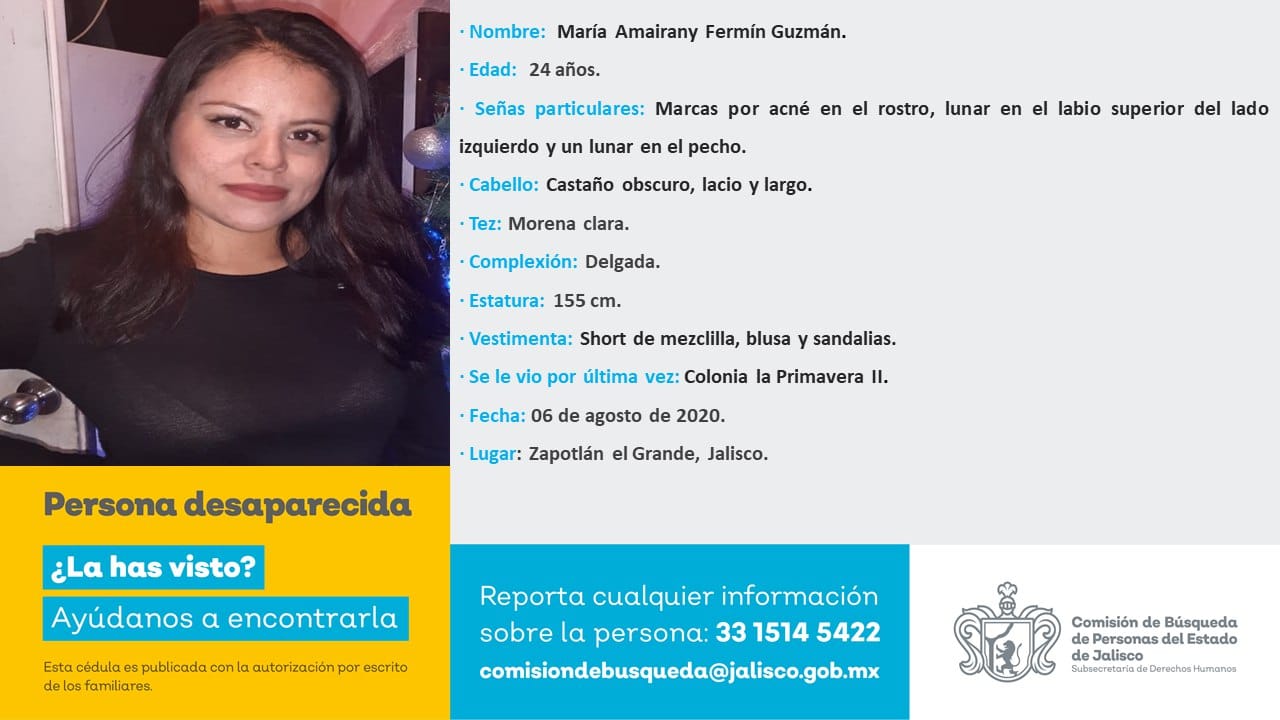 · Nombre: María Amairany Fermín Guzmán.
· Edad: 24 años.
· Señas particulares: Marcas por acné en el rostro, lunar en el labio superior del lado
izquierdo y un lunar en el pecho.
· Cabello: Castaño obscuro, lacio y largo.
· Tez: Morena clara.
· Complexión: Delgada.
· Estatura: 155 cm.
· Vestimenta: Short de mezclilla, blusa y sandalias.
· Se le vio por última vez: Colonia la Primavera II.
· Fecha: 06 de agosto de 2020.
· Lugar: Zapotlán el Grande, Jalisco.
Persona desaparecida
¿La has visto?
Ayúdanos a encontrarla
Esta cédula es publicada con la autorización por escrito
de los familiares.
Reporta cualquier información
sobre la persona: 33 1514 5422
comisiondebusqueda@jalisco.gob.mx
Comisión de Búsqueda
de Personas del Estado
de Jalisco
Subsecretaría de Derechos Humanos